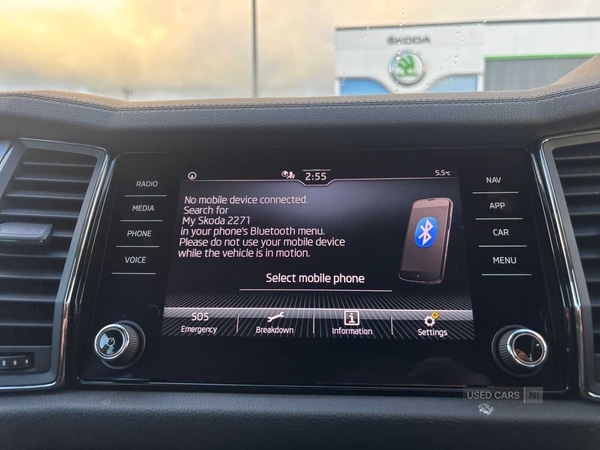 ŠKODA
2:55
5.5°C
RADIO
MEDIA
PHONE
VOICE
No mobile device connected.
Search for
My Skoda 2271
in your phone's Bluetooth menu.
Please do not use your mobile device
while the vehicle is in motion.
Select mobile phone
SOS
Emergency
Breakdown
Information
Settings
NAV
APP
CAR
MENU
USED CARS NI